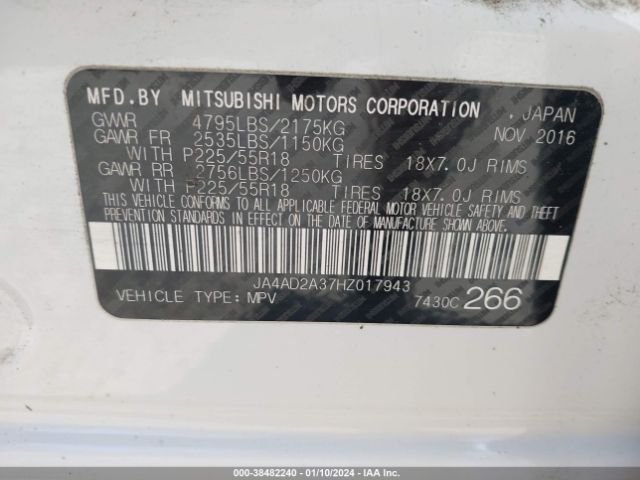 MFD.BY MITSUBISHI MOTORS CORPORATION , JAPAN
GVWR 4795LBS/2175KG NOV 2016
GAWR FR 2535LBS/1150KG
WITH P225/55R18 TIRES 18X7.0J RIMS
GAWR RR 2756LBS/1250KG
WITH P225/55R18 TIRES 18X7.0J RIMS
THIS VEHICLE CONFORMS TO ALL APPLICABLE FEDERAL MOTOR VEHICLE SAFETY AND THEFT
PREVENTION STANDARDS IN EFFECT ON THE DATE OF MANUFACTURE SHOWN ABOVE.
JA4AD2A37HZ017943
VEHICLE TYPE: MPV 7430C 266
000-38482240 - 01/10/2024 - IAAI.COM